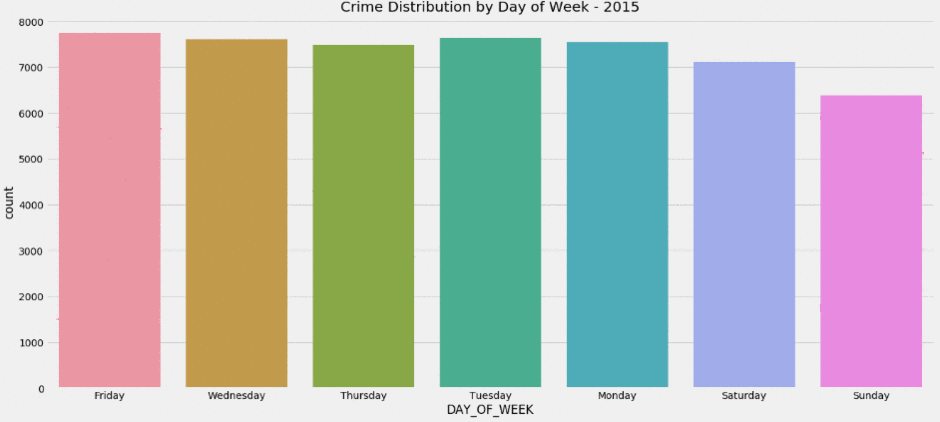 Crime Distribution by Day of Week - 2015
8000
7000
6000
5000
4000
3000
2000
1000
0
count
Friday Wednesday Thursday Tuesday Monday Saturday Sunday
DAY_OF_WEEK